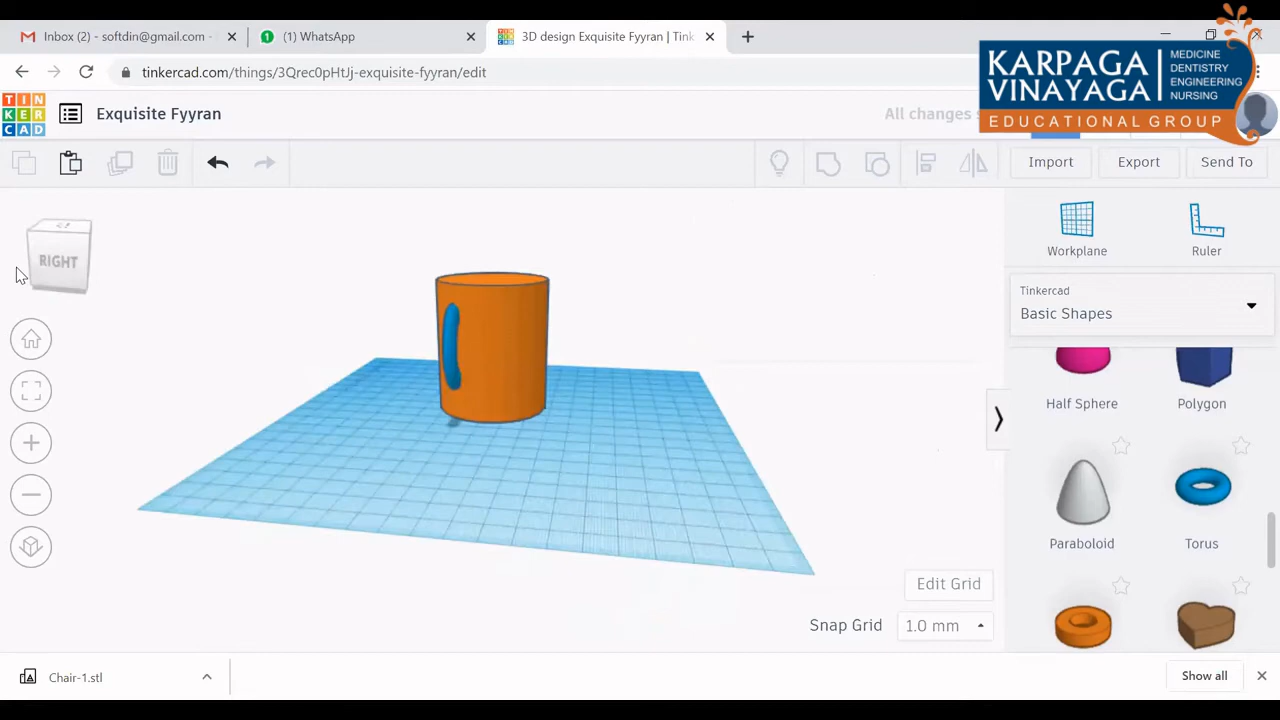 Inbox (2) - softdin@gmail.com -
(1) WhatsApp
3D design Exquisite Fyyran | Tink
tinkercad.com/things/3Qrec0pHtJj-exquisite-fyyran/edit
KARPAGA
VINAYAGA
MEDICINE
DENTISTRY
ENGINEERING
NURSING
EDUCATIONAL GROUP
TIN
KER
CAD
Exquisite Fyyran
All changes s
Import
Export
Send To
RIGHT
Workplane
Ruler
Tinkercad
Basic Shapes
Half Sphere
Polygon
Paraboloid
Torus
Edit Grid
Snap Grid
1.0 mm
Chair-1.stl
Show all